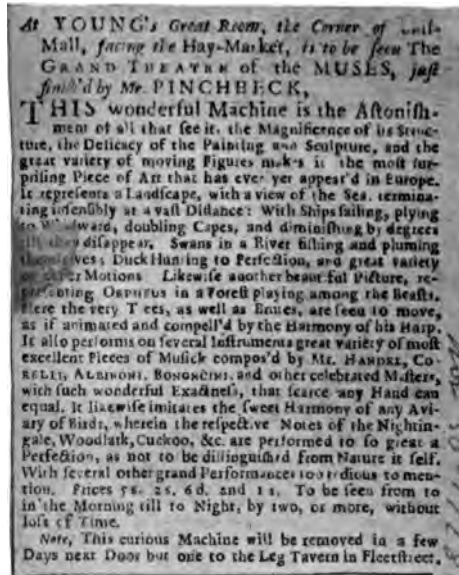 At YOUNG's Great Room, the Corner of Mall, facing the Hay-Market, is to be seen The
GRAND THEATRE of the MUSES, just
finish'd by Mr. PINCHBECK,
THIS wonderful Machine is the Astonish-
ment of all that see it, the Magnificence of its Struc-
ture, the Delicacy of the Painting and Sculpture, and the
great variety of moving Figures makes it the most sur-
prising Piece of Art that has ever yet appear'd in Europe.
It represents a Landscape, with a view of the Sea, termina-
ting insensibly at a vast Distance: With Ships sailing, plying
to Windward, doubling Capes, and diminishing by degrees
till they disappear. Swans in a River fishing and pluming
themselves; Duck Hunting to Perfection, and great variety
of other Motions Likewise another beautiful Picture, re-
presenting ORPHEUS in a Forest playing among the Beasts.
Here the very T ees, as well as Brutes, are seen to move,
as if animated and compell'd by the Harmony of his Harp.
It also performs on several Instruments great variety of most
excellent Pieces of Musick compos'd by Mr. HANDEL, CO-
RELLI, ALBINONI, BONONCINI, and other celebrated Masters,
with such wonderful Exactness, that scarce any Hand can
equal. It likewise imitates the sweet Harmony of any Avi-
ary of Birds, wherein the respective Notes of the Nightin-
gale, Woodlark, Cuckoo, &c. are performed to so great a
Perfection, as not to be distinguished from Nature it self.
With several other grand Performances too tedious to men-
tion. Prices 5s. 2s. 6d. and 1s. To be seen from 10
in the Morning till 10 Night, by two, or more, without
loss of Time.
Note, This curious Machine will be removed in a few
Days next Door but one to the Leg Tavern in Fleetstreet.